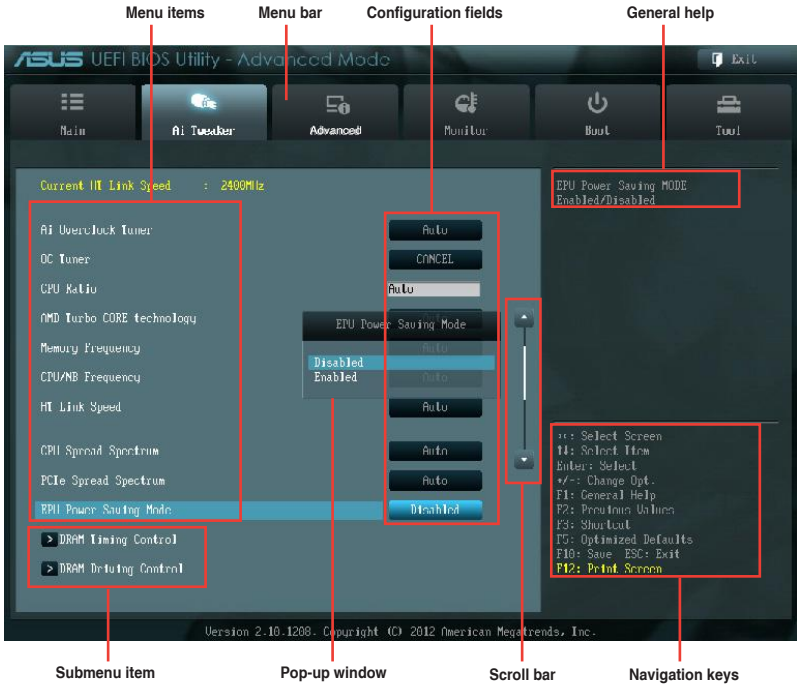 Menu items Menu bar Configuration fields General help
ASUS UEFI BIOS Utility - Advanced Mode Exit
Main Ai Tweaker Advanced Monitor Boot Tool
Current HT Link Speed : 2400MHz
EPU Power Saving MODE
Enabled/Disabled
Ai Overclock Tuner Auto
OC Tuner CANCEL
CPU Ratio Auto
AMD Turbo CORE technology Auto
EPU Power Saving Mode
Memory Frequency Auto
Disabled
Enabled
CPU/NB Frequency Auto
HT Link Speed Auto
CPU Spread Spectrum Auto
PCIe Spread Spectrum Auto
EPU Power Saving Mode Disabled
> DRAM Timing Control
> DRAM Driving Control
: Select Screen
↑↓: Select Item
Enter: Select
+/-: Change Opt.
F1: General Help
F2: Previous Values
F3: Shortcut
F5: Optimized Defaults
F10: Save ESC: Exit
F12: Print Screen
Version 2.10.1208. Copyright (C) 2012 American Megatrends, Inc.
Submenu item Pop-up window Scroll bar Navigation keys